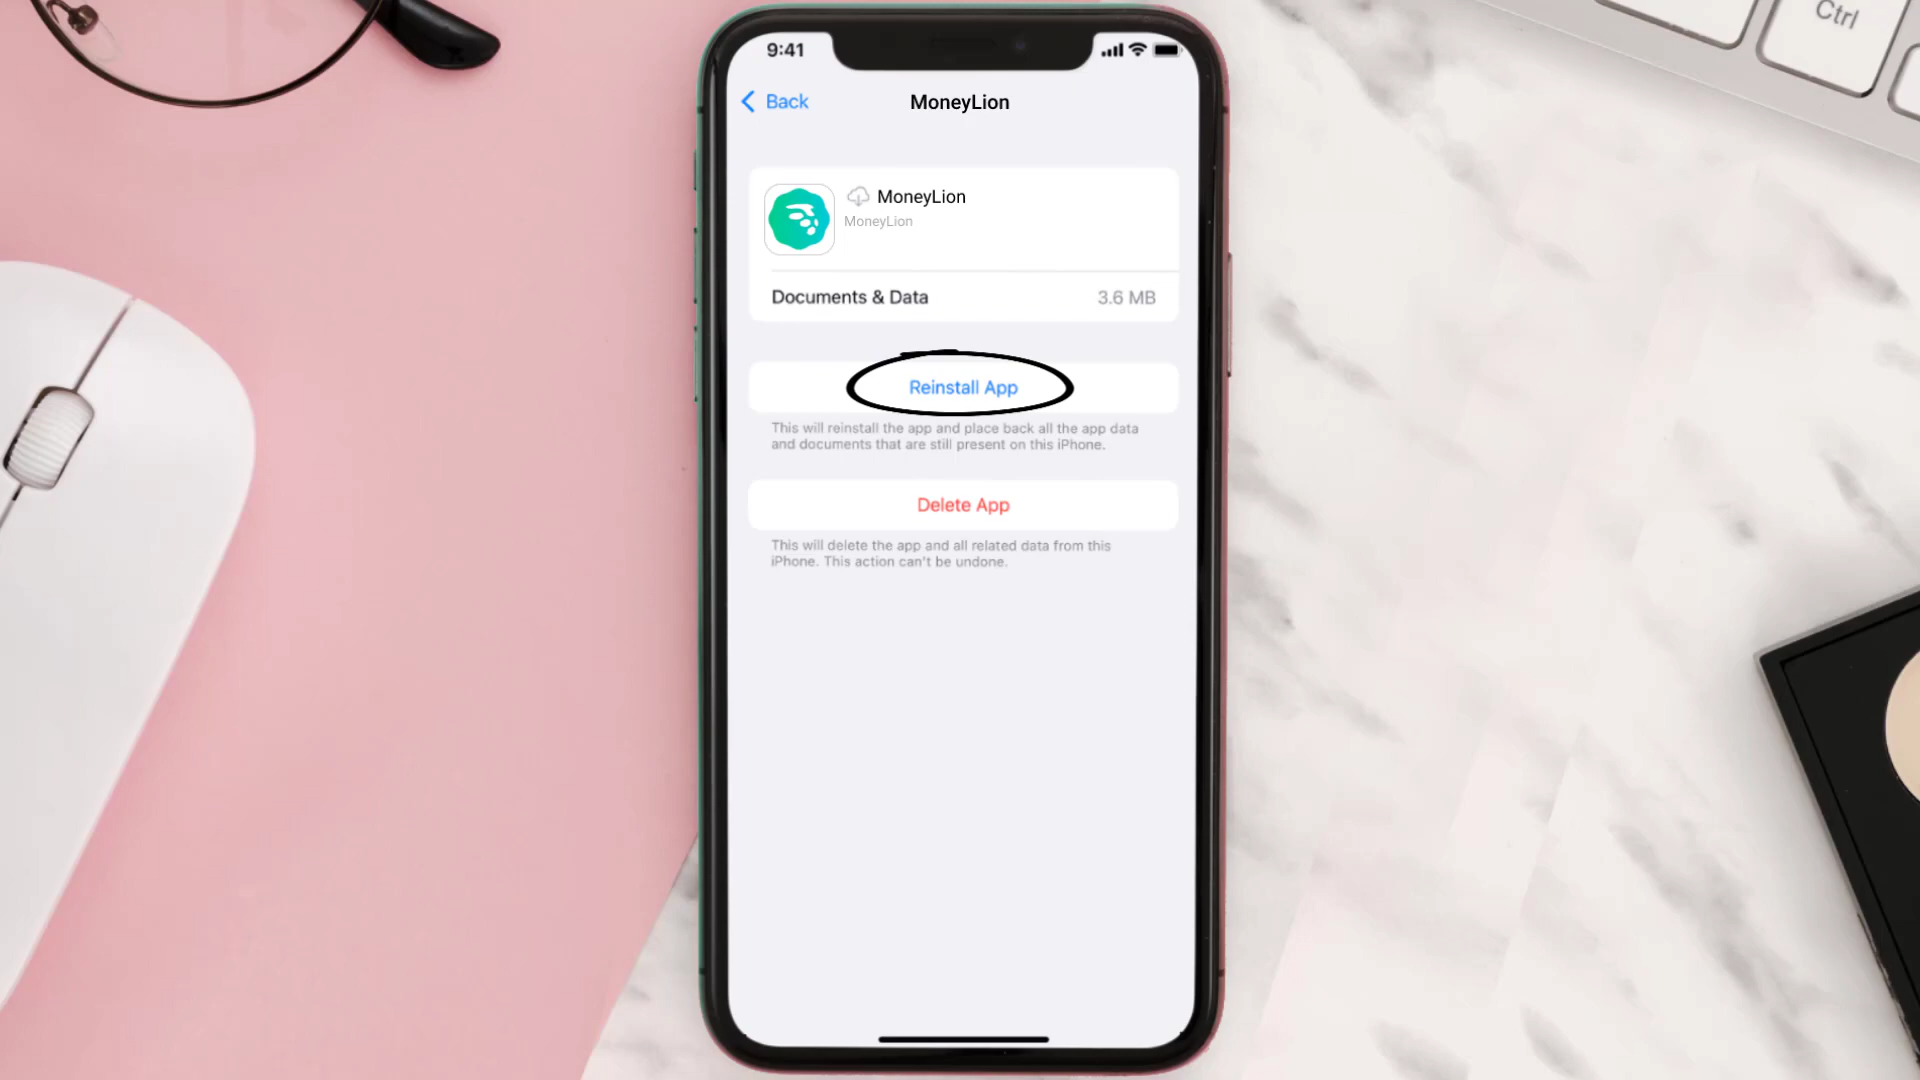 Ctrl
9:41
Back
MoneyLion
MoneyLion
MoneyLion
Documents & Data
3.6 MB
Reinstall App
This will reinstall the app and place back all the app data
and documents that are still present on this iPhone.
Delete App
This will delete the app and all related data from this
iPhone. This action can't be undone.